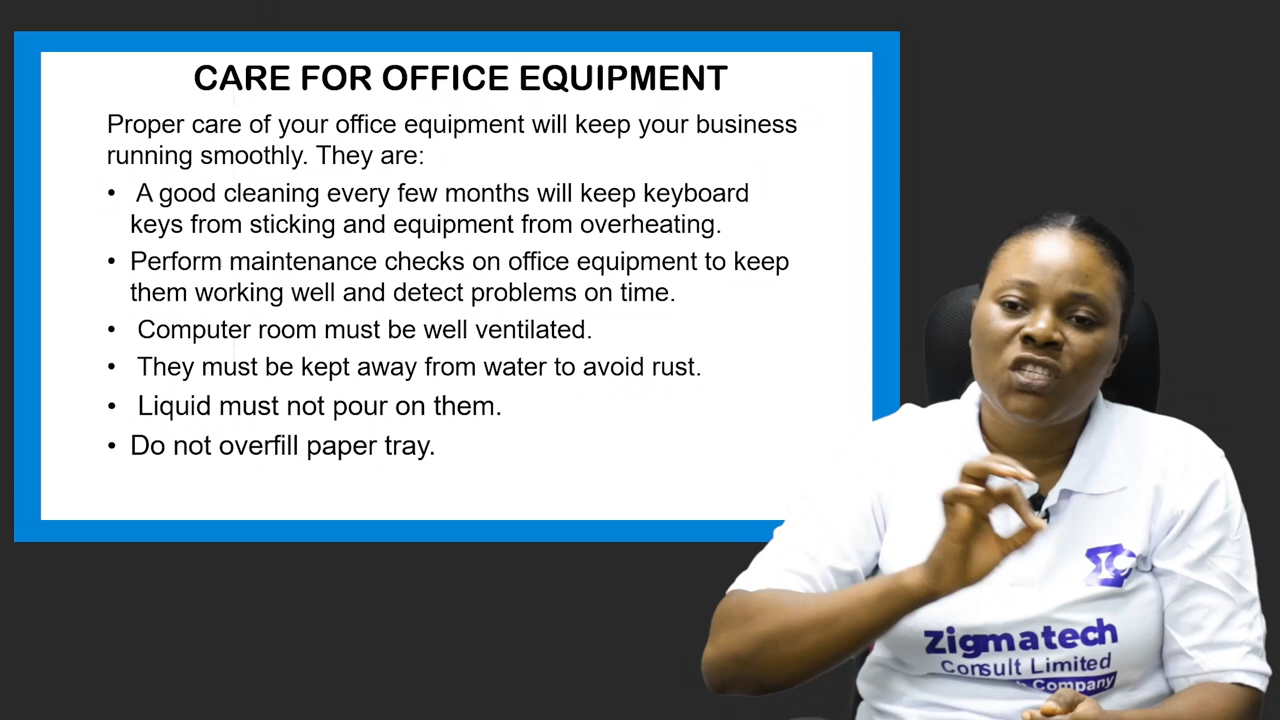 CARE FOR OFFICE EQUIPMENT
Proper care of your office equipment will keep your business
running smoothly. They are:
• A good cleaning every few months will keep keyboard
keys from sticking and equipment from overheating.
• Perform maintenance checks on office equipment to keep
them working well and detect problems on time.
• Computer room must be well ventilated.
• They must be kept away from water to avoid rust.
• Liquid must not pour on them.
• Do not overfill paper tray.
Zigmatech
Consult Limited
Company